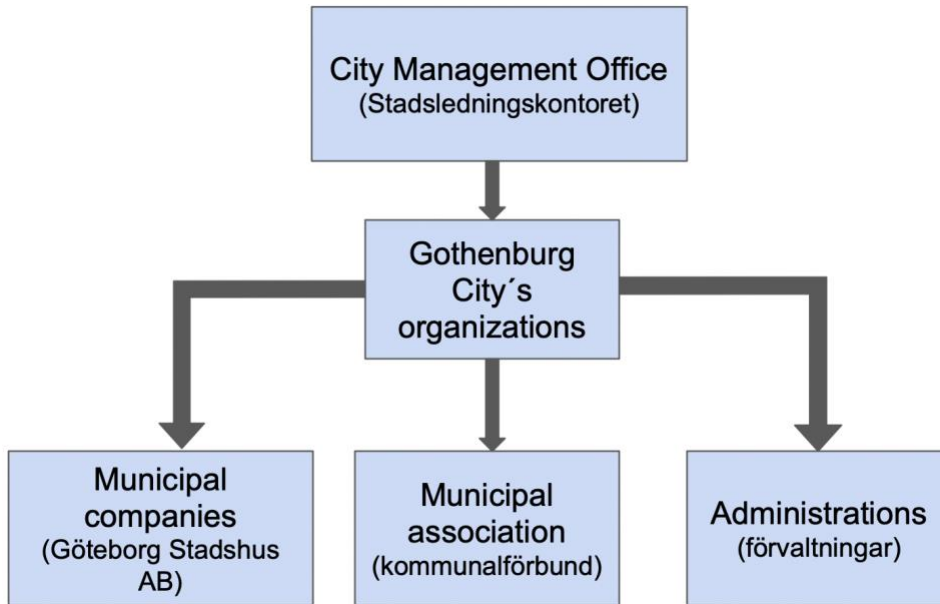 City Management Office
(Stadsledningskontoret)
Gothenburg
City´s
organizations
Municipal
companies
(Göteborg Stadshus
AB)
Municipal
association
(kommunalförbund)
Administrations
(förvaltningar)